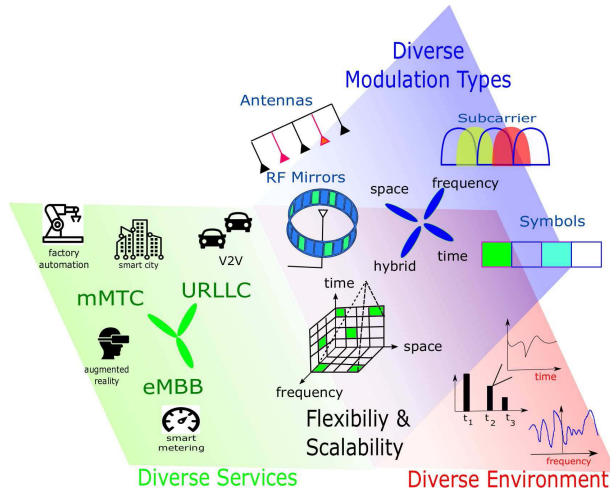 Diverse
Modulation Types
Antennas
Subcarrier
RF Mirrors
space
frequency
Symbols
hybrid
time
factory
automation
smart city
V2V
mMTC
URLLC
augmented
reality
eMBB
smart
metering
time
space
frequency
Flexibiliy &
Scalability
time
t1
t2
t3
frequency
Diverse Services
Diverse Environment